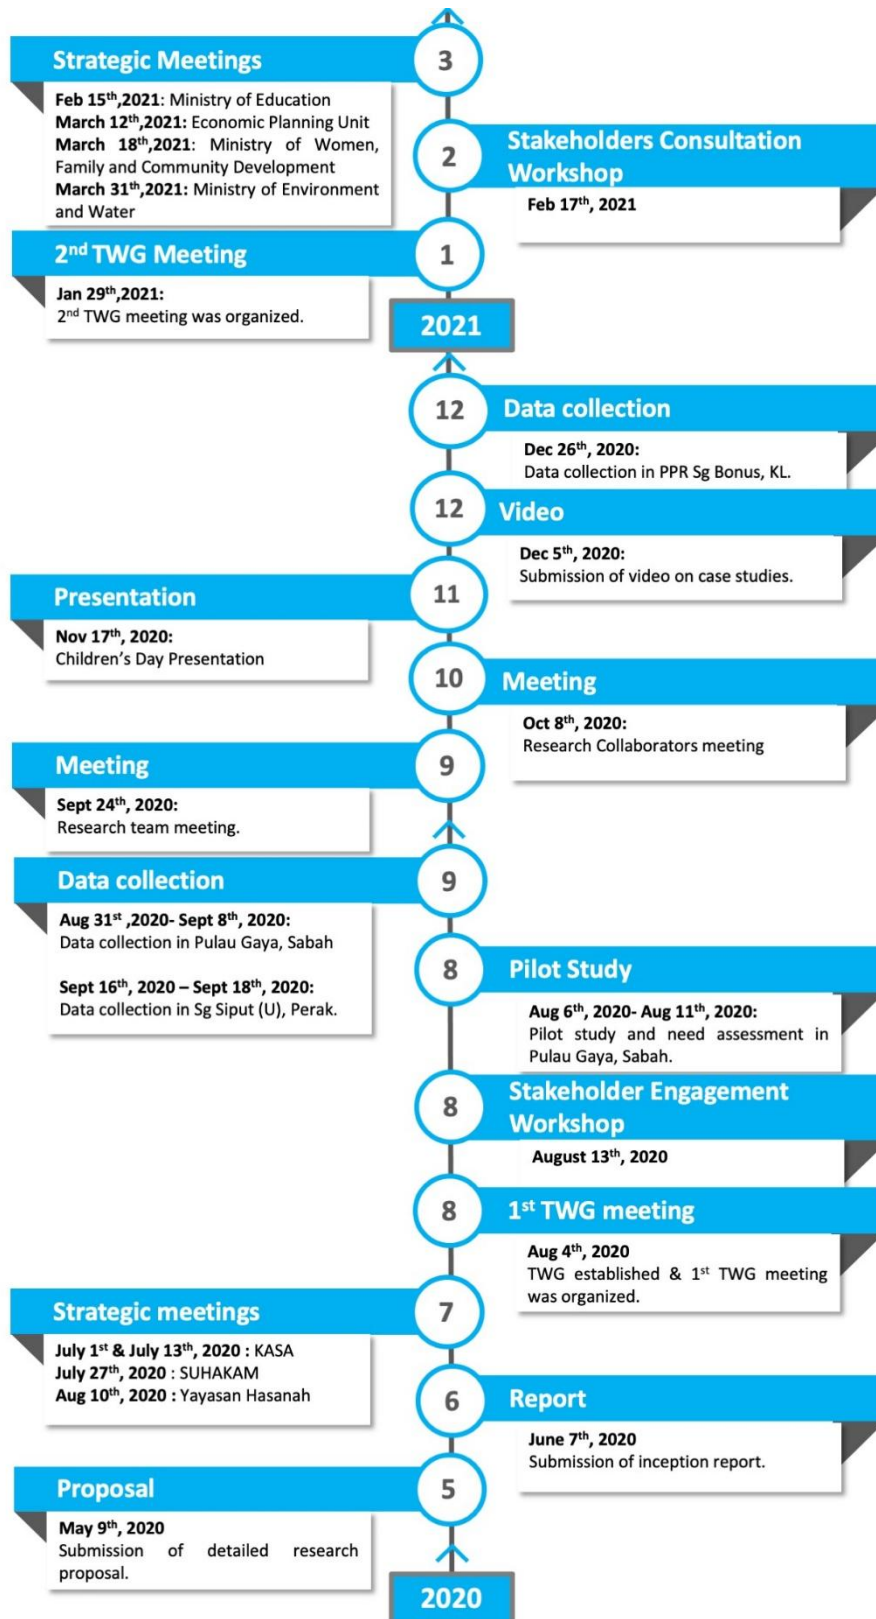 3
Strategic Meetings
Feb 15th,2021: Ministry of Education
March 12th,2021: Economic Planning Unit
March 18th,2021: Ministry of Women,
Family and Community Development
March 31th,2021: Ministry of Environment
and Water
2
Stakeholders Consultation
Workshop
Feb 17th, 2021
2nd TWG Meeting
1
Jan 29th,2021:
2nd TWG meeting was organized.
2021
12
Data collection
Dec 26th, 2020:
Data collection in PPR Sg Bonus, KL.
12
Video
Dec 5th, 2020:
Submission of video on case studies.
Presentation
11
Nov 17th, 2020:
Children's Day Presentation
10
Meeting
Oct 8th, 2020:
Research Collaborators meeting
Meeting
9
Sept 24th, 2020:
Research team meeting.
Data collection
9
Aug 31st ,2020- Sept 8th, 2020:
Data collection in Pulau Gaya, Sabah
Sept 16th, 2020 – Sept 18th, 2020:
Data collection in Sg Siput (U), Perak.
8
Pilot Study
Aug 6th, 2020- Aug 11th, 2020:
Pilot study and need assessment in
Pulau Gaya, Sabah.
8
Stakeholder Engagement
Workshop
August 13th, 2020
8
1st TWG meeting
Aug 4th, 2020
TWG established & 1st TWG meeting
was organized.
Strategic meetings
7
July 1st & July 13th, 2020 : KASA
July 27th, 2020 : SUHAKAM
Aug 10th, 2020 : Yayasan Hasanah
6
Report
June 7th, 2020
Submission of inception report.
Proposal
5
May 9th, 2020
Submission of detailed research
proposal.
2020